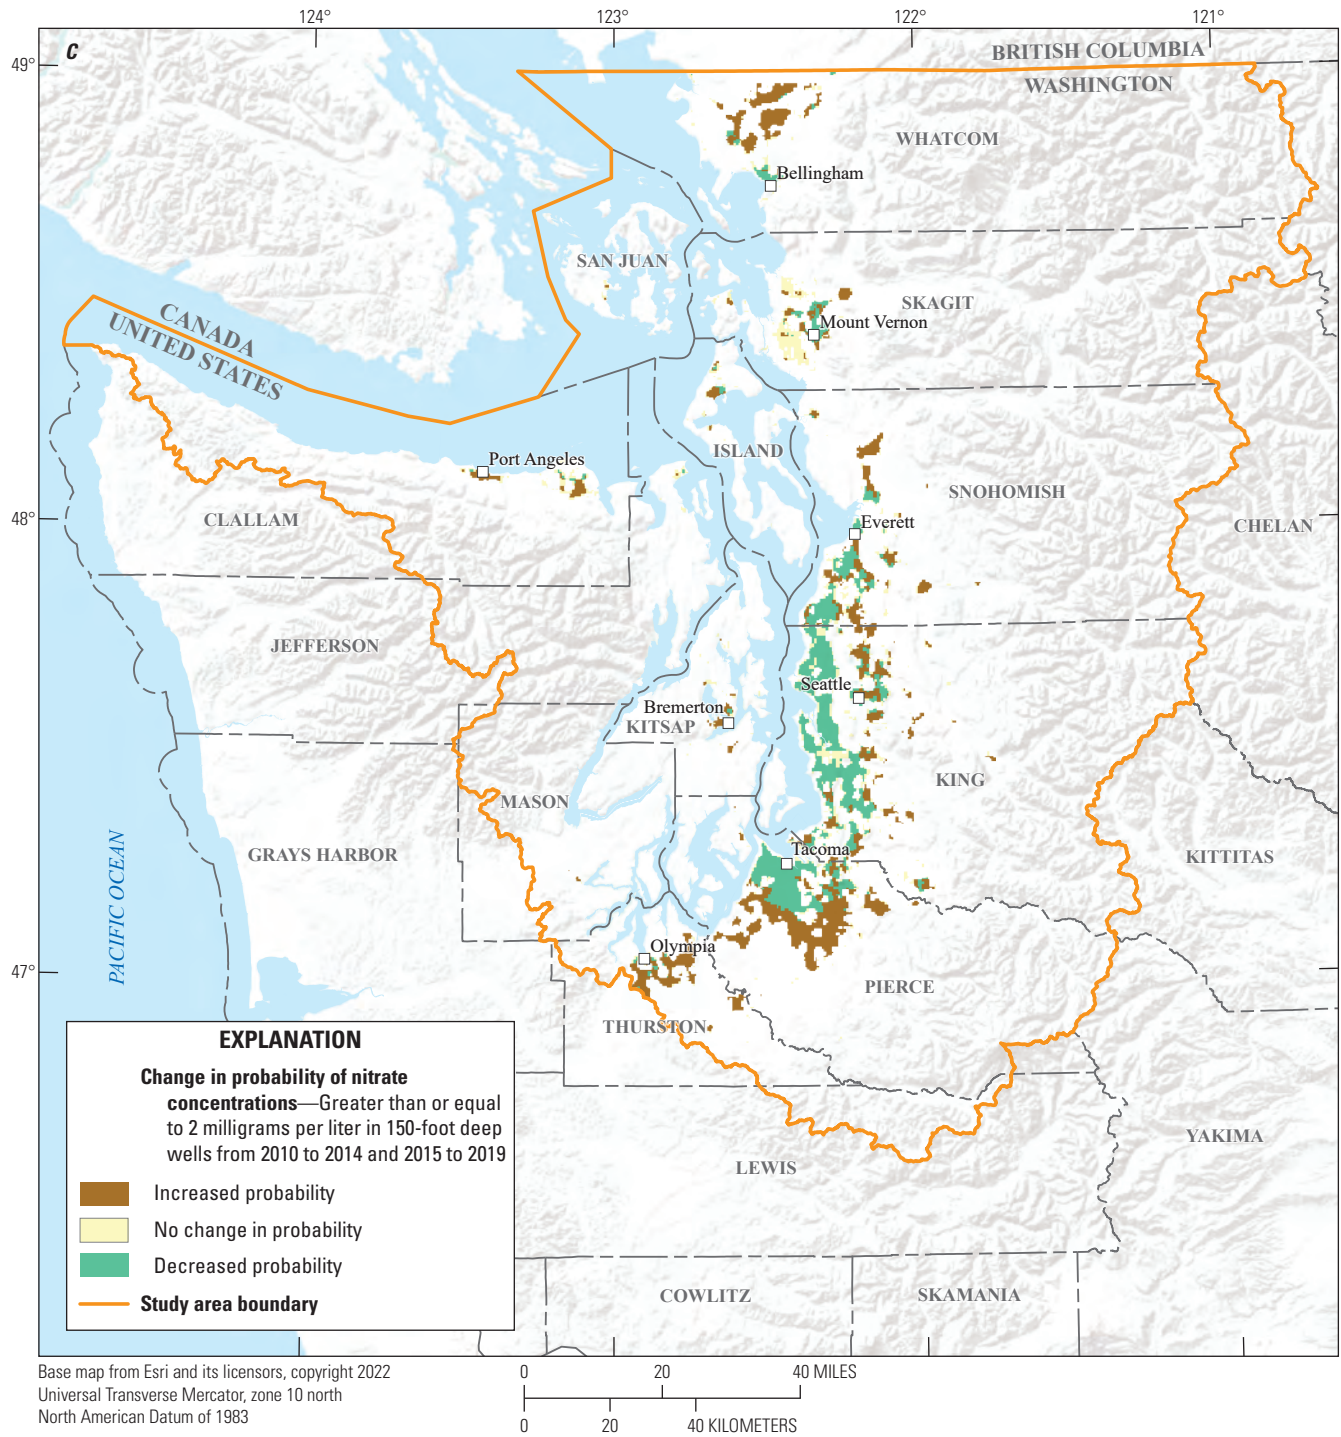 124°
123°
122°
121°
C
49°
48°
47°
BRITISH COLUMBIA
WASHINGTON
WHATCOM
Bellingham
SAN JUAN
SKAGIT
Mount Vernon
CANADA
UNITED STATES
ISLAND
Port Angeles
SNOHOMISH
CLALLAM
Everett
CHELAN
JEFFERSON
Seattle
Bremerton
KITSAP
KING
MASON
GRAYS HARBOR
Tacoma
KITTITAS
PACIFIC OCEAN
Olympia
PIERCE
THURSTON
YAKIMA
LEWIS
COWLITZ
SKAMANIA
EXPLANATION
Change in probability of nitrate
concentrations—Greater than or equal
to 2 milligrams per liter in 150-foot deep
wells from 2010 to 2014 and 2015 to 2019
Increased probability
No change in probability
Decreased probability
Study area boundary
Base map from Esri and its licensors, copyright 2022
Universal Transverse Mercator, zone 10 north
North American Datum of 1983
0 20 40 MILES
0 20 40 KILOMETERS